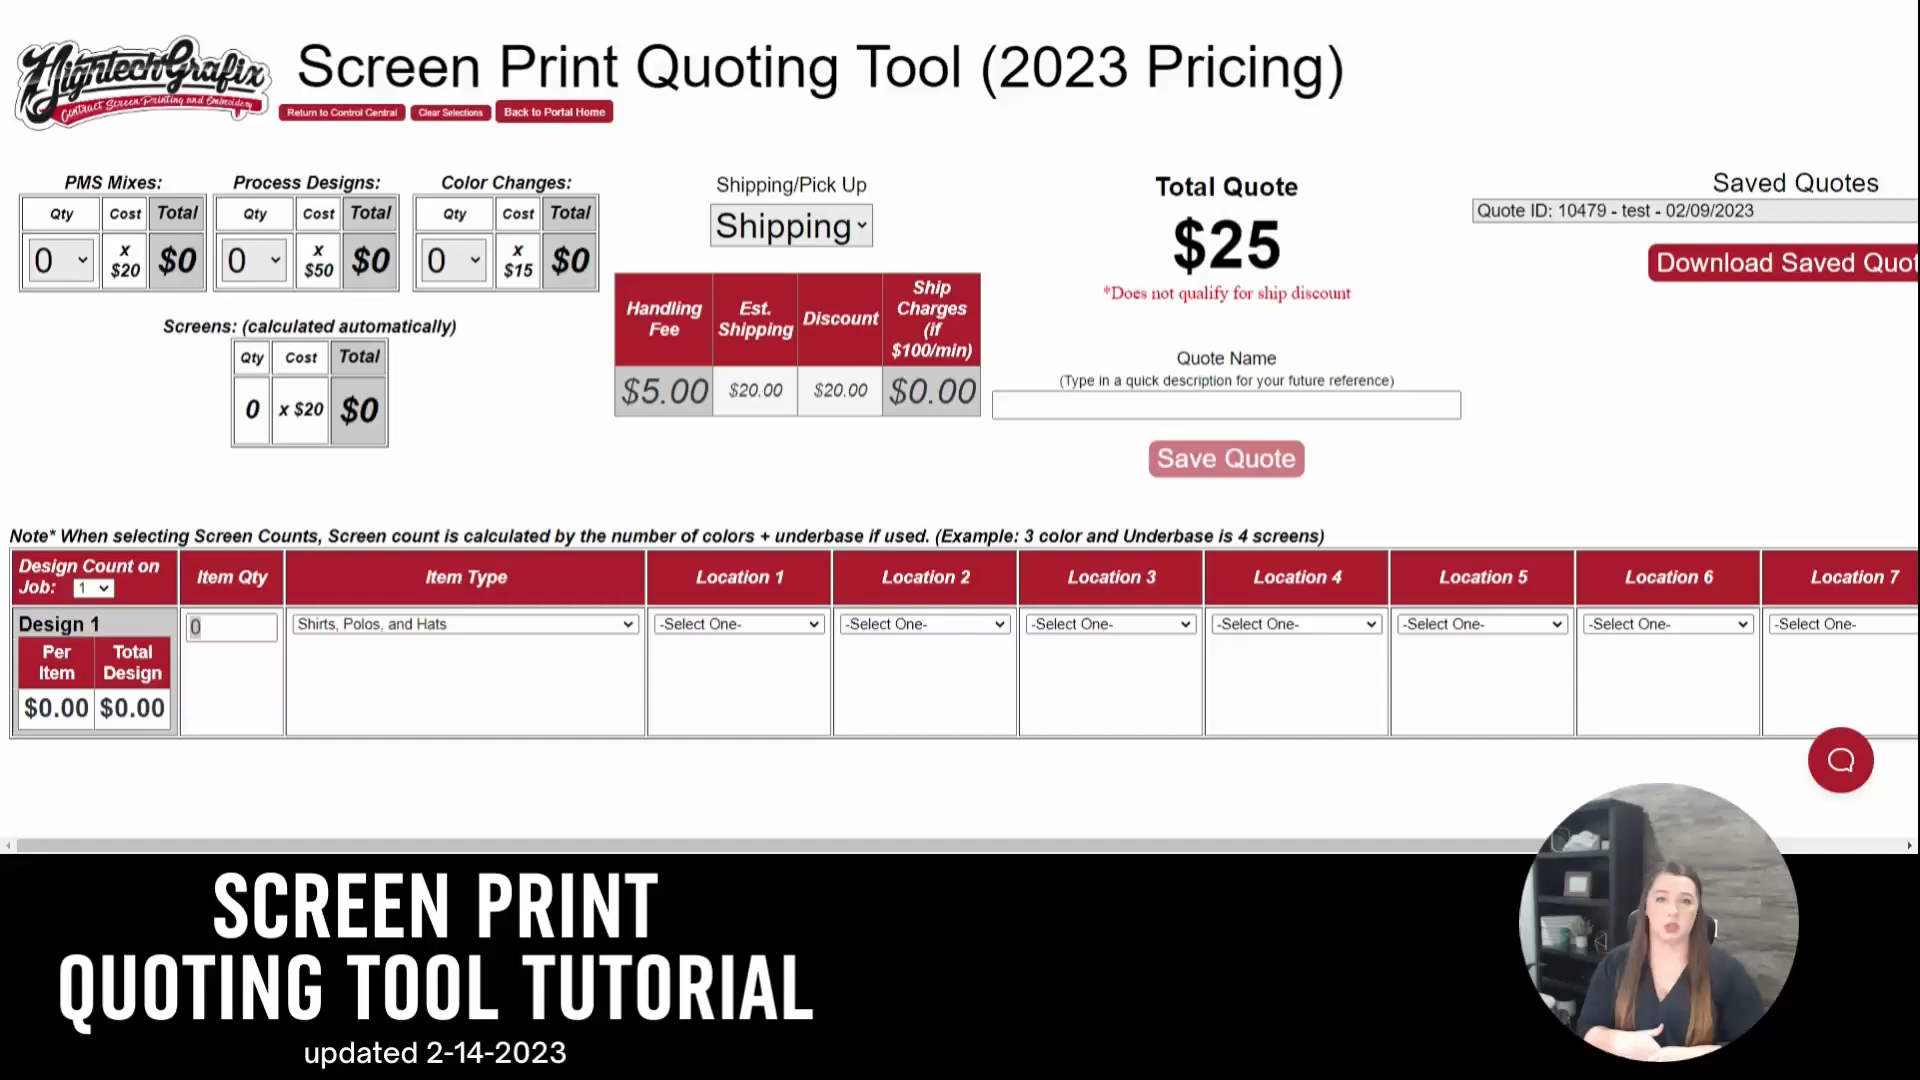 HightechGrafix
Contract Screen Printing and Embroidery
Screen Print Quoting Tool (2023 Pricing)
Return to Control Central
Clear Selections
Back to Portal Home
PMS Mixes:
Qty Cost Total
0 x $20 $0
Process Designs:
Qty Cost Total
0 x $50 $0
Color Changes:
Qty Cost Total
0 x $15 $0
Screens: (calculated automatically)
Qty Cost Total
0 x $20 $0
Shipping/Pick Up
Shipping
Handling Fee Est. Shipping Discount Ship Charges (if $100/min)
$5.00 $20.00 $20.00 $0.00
Total Quote
$25
*Does not qualify for ship discount
Quote Name
(Type in a quick description for your future reference)
Save Quote
Saved Quotes
Quote ID: 10479 - test - 02/09/2023
Download Saved Quot
Note* When selecting Screen Counts, Screen count is calculated by the number of colors + underbase if used. (Example: 3 color and Underbase is 4 screens)
Design Count on Job: 1 Item Qty Item Type Location 1 Location 2 Location 3 Location 4 Location 5 Location 6 Location 7
Design 1 0 Shirts, Polos, and Hats -Select One- -Select One- -Select One- -Select One- -Select One- -Select One- -Select One-
Per Item Total Design
$0.00 $0.00
SCREEN PRINT
QUOTING TOOL TUTORIAL
updated 2-14-2023